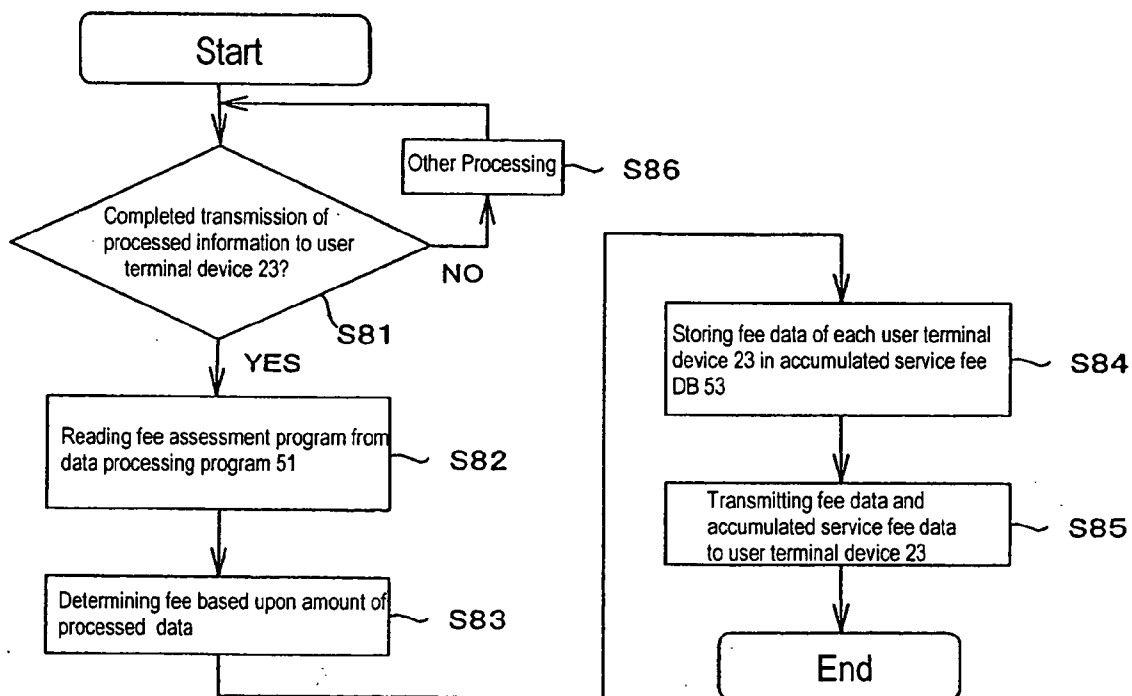 Start
Other Processing
S86
Completed transmission of
processed information to user
terminal device 23?
NO
S81
YES
Reading fee assessment program from
data processing program 51
S82
Determining fee based upon amount of
processed data
S83
Storing fee data of each user terminal
device 23 in accumulated service fee
DB 53
S84
Transmitting fee data and
accumulated service fee data
to user terminal device 23
S85
End